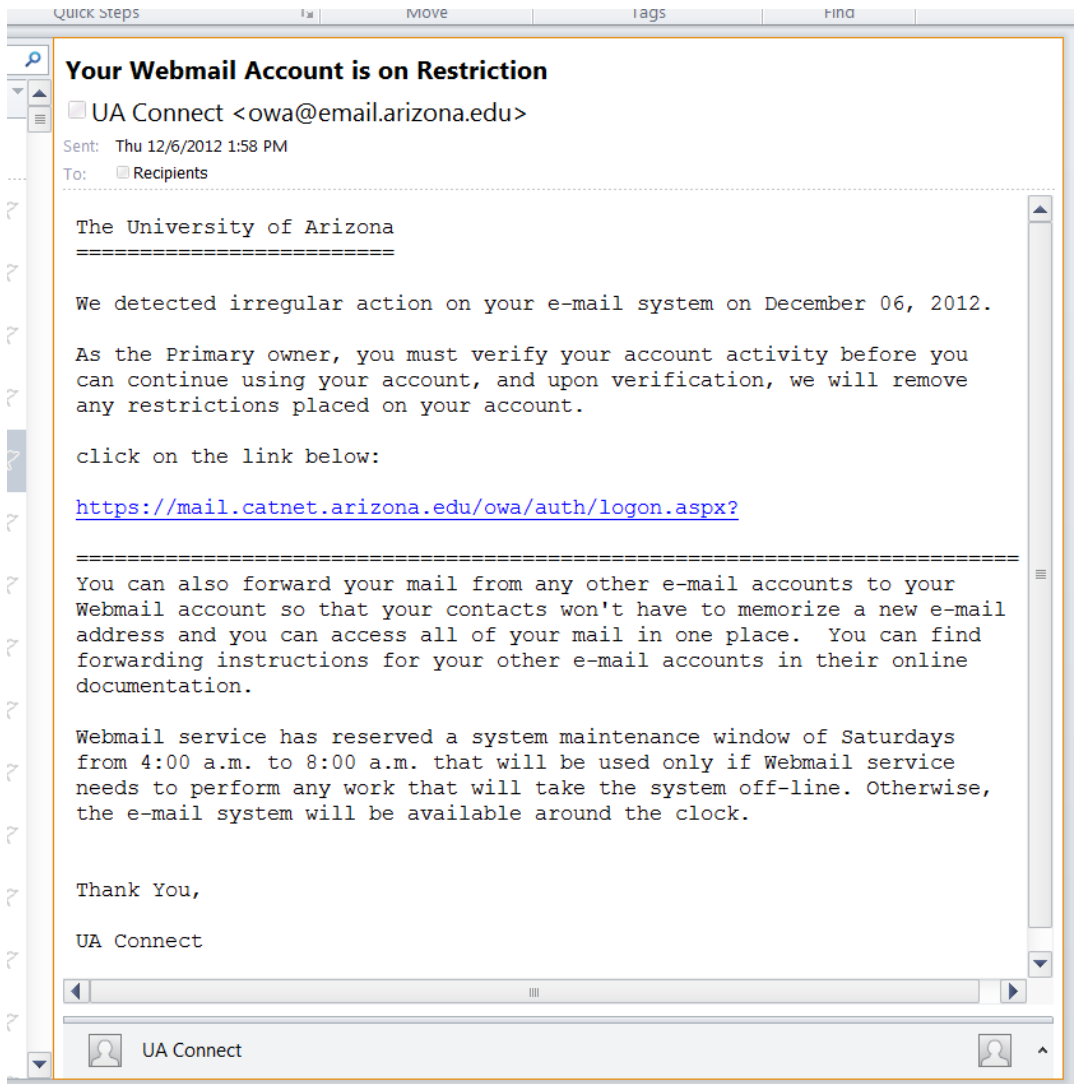 Quick Steps Move Tags Find
Your Webmail Account is on Restriction
UA Connect <owa@email.arizona.edu>
Sent: Thu 12/6/2012 1:58 PM
To: Recipients
The University of Arizona
=========================
We detected irregular action on your e-mail system on December 06, 2012.
As the Primary owner, you must verify your account activity before you
can continue using your account, and upon verification, we will remove
any restrictions placed on your account.
click on the link below:
https://mail.catnet.arizona.edu/owa/auth/logon.aspx?
==========================================================================
You can also forward your mail from any other e-mail accounts to your
Webmail account so that your contacts won't have to memorize a new e-mail
address and you can access all of your mail in one place.  You can find
forwarding instructions for your other e-mail accounts in their online
documentation.
Webmail service has reserved a system maintenance window of Saturdays
from 4:00 a.m. to 8:00 a.m. that will be used only if Webmail service
needs to perform any work that will take the system off-line. Otherwise,
the e-mail system will be available around the clock.
Thank You,
UA Connect
UA Connect